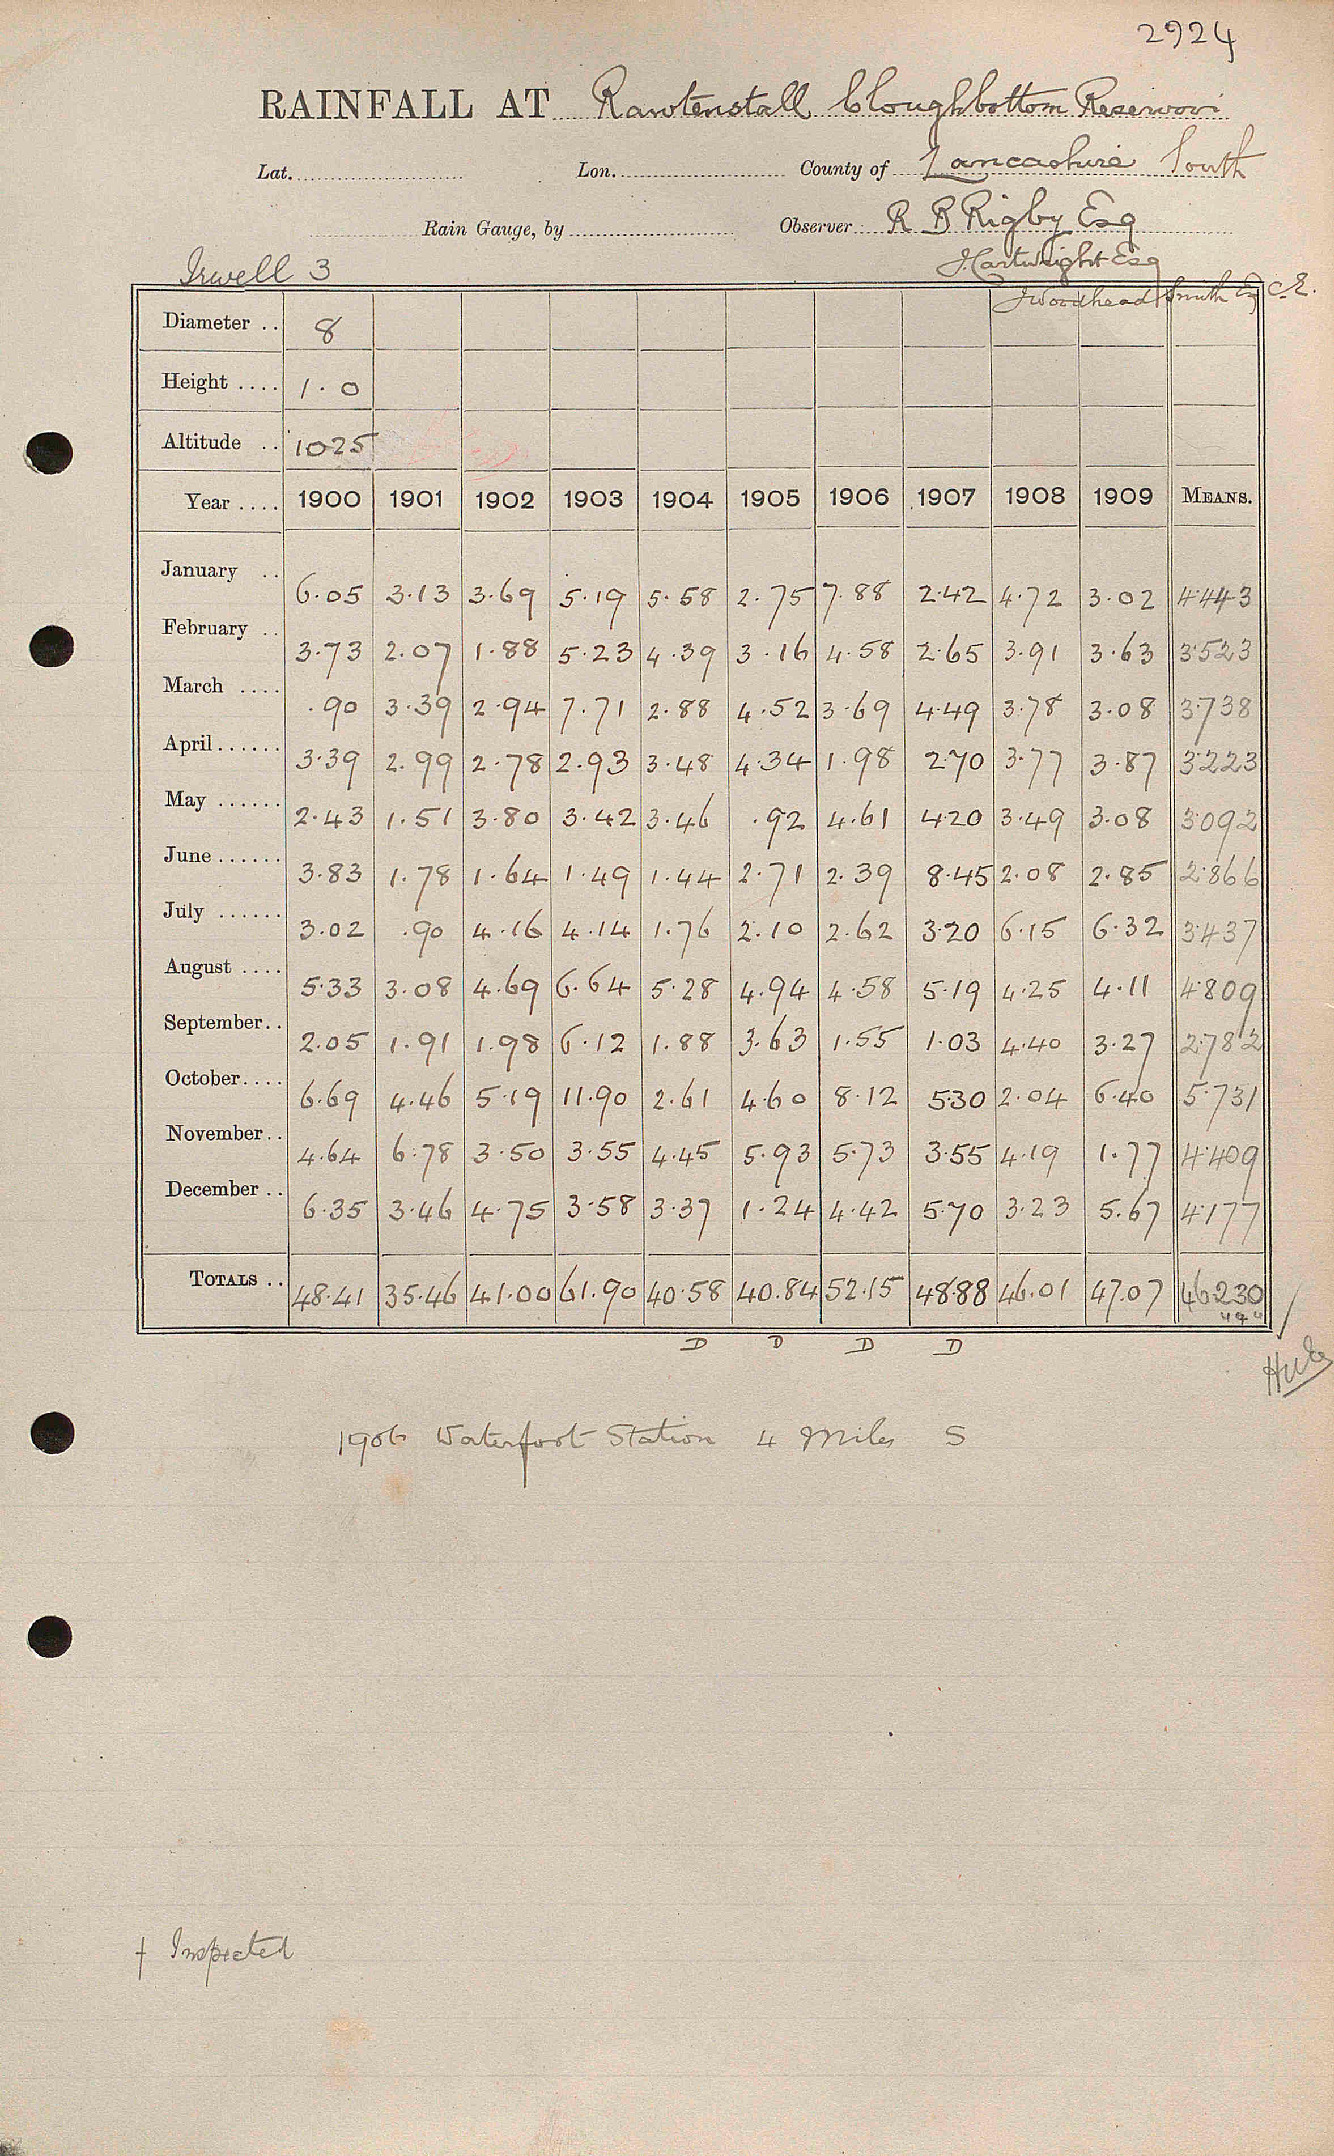 2924
RAINFALL AT Rawtenstall Cloughbottom Reservoir
Lat. Lon. County of Lancashire South
Rain Gauge, by Observer R B Rigby Esq
J. Cartwright Esq
Irwell 3
J Woodhead Smith Esq C.E.
Diameter .. 8
Height .... 1.0
Altitude .. 1025
Year .... 1900 1901 1902 1903 1904 1905 1906 1907 1908 1909 MEANS.
January .. 6.05 3.13 3.69 5.19 5.58 2.75 7.88 2.42 4.72 3.02 4.443
February .. 3.73 2.07 1.88 5.23 4.39 3.16 4.58 2.65 3.91 3.63 3.523
March .... .90 3.39 2.94 7.71 2.88 4.52 3.69 4.49 3.78 3.08 3.738
April...... 3.39 2.99 2.78 2.93 3.48 4.34 1.98 2.70 3.77 3.87 3.223
May ...... 2.43 1.51 3.80 3.42 3.46 .92 4.61 4.20 3.49 3.08 3.092
June...... 3.83 1.78 1.64 1.49 1.44 2.71 2.39 8.45 2.08 2.85 2.866
July ...... 3.02 .90 4.16 4.14 1.76 2.10 2.62 3.20 6.15 6.32 3.437
August .... 5.33 3.08 4.69 6.64 5.28 4.94 4.58 5.19 4.25 4.11 4.809
September.. 2.05 1.91 1.98 6.12 1.88 3.63 1.55 1.03 4.40 3.27 2.782
October.... 6.69 4.46 5.19 11.90 2.61 4.60 8.12 5.30 2.04 6.40 5.731
November.. 4.64 6.78 3.50 3.55 4.45 5.93 5.73 3.55 4.19 1.77 4.409
December .. 6.35 3.46 4.75 3.58 3.37 1.24 4.42 5.70 3.23 5.67 4.177
TOTALS .. 48.41 35.46 41.00 61.90 40.58 40.84 52.15 48.88 46.01 47.07 46.230
D D D D
1906 Waterfoot Station 4 Miles S
† Inspected